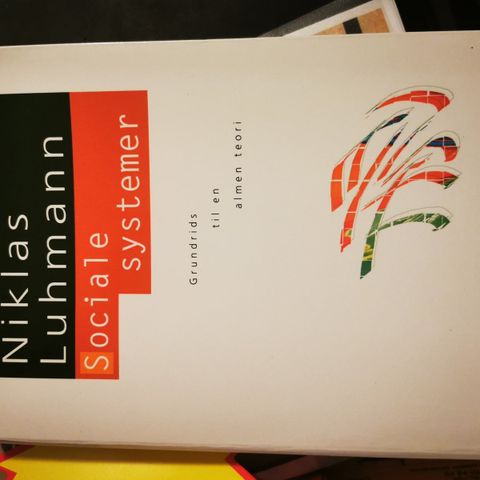 Niklas
Luhmann
Sociale
systemer
Grundrids
til en
almen teori